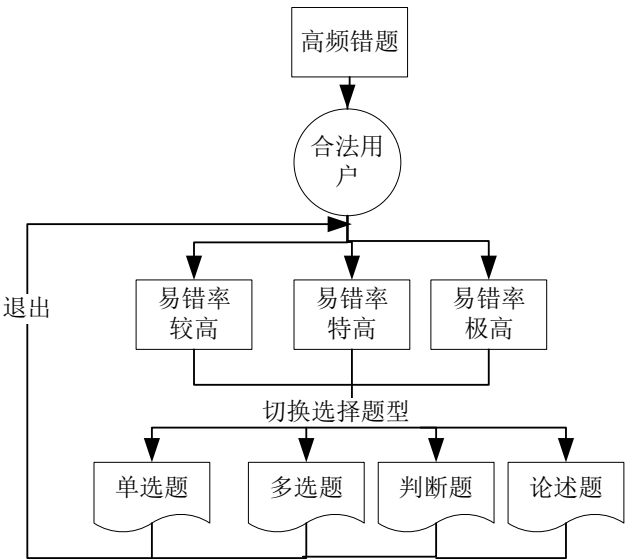 高频错题
合法用
户
易错率
较高
易错率
特高
易错率
极高
退出
切换选择题型
单选题
多选题
判断题
论述题